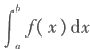 ∫_a^b f( x ) dx